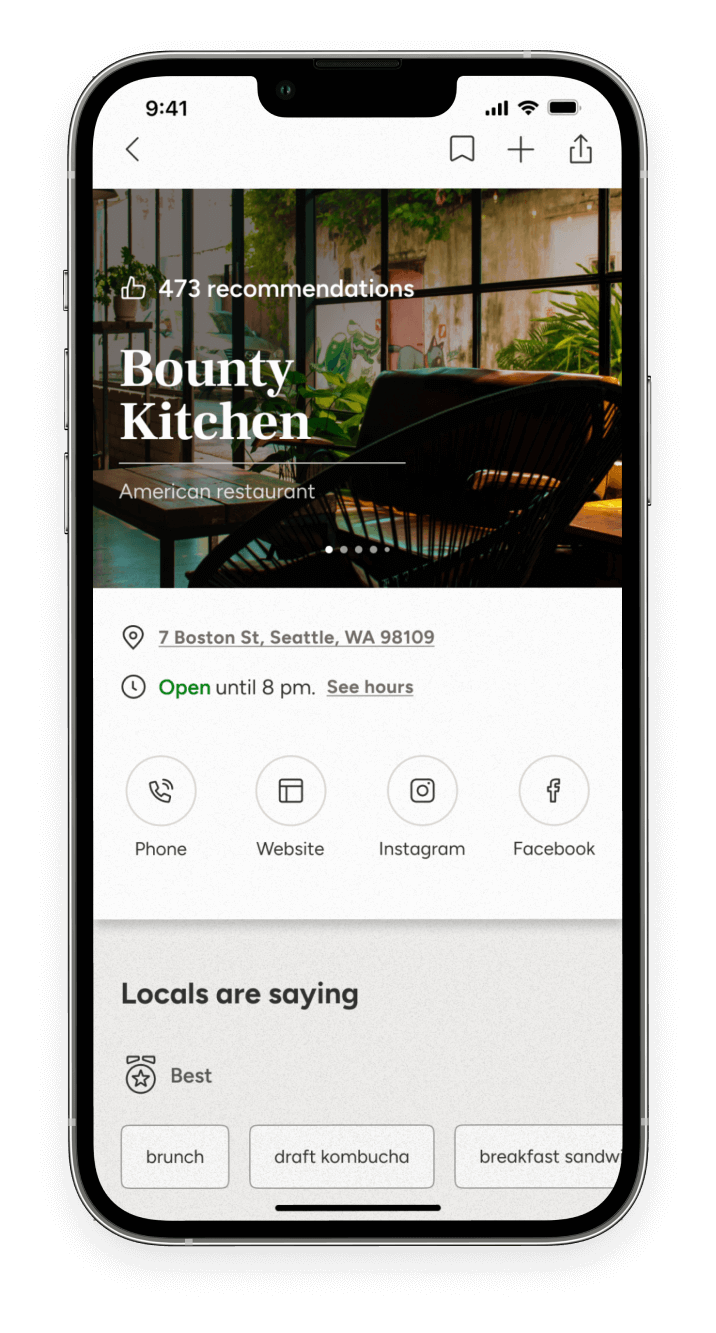 9:41
473 recommendations
Bounty
Kitchen
American restaurant
7 Boston St, Seattle, WA 98109
Open until 8 pm. See hours
Phone Website Instagram Facebook
Locals are saying
Best
brunch draft kombucha breakfast sandwi